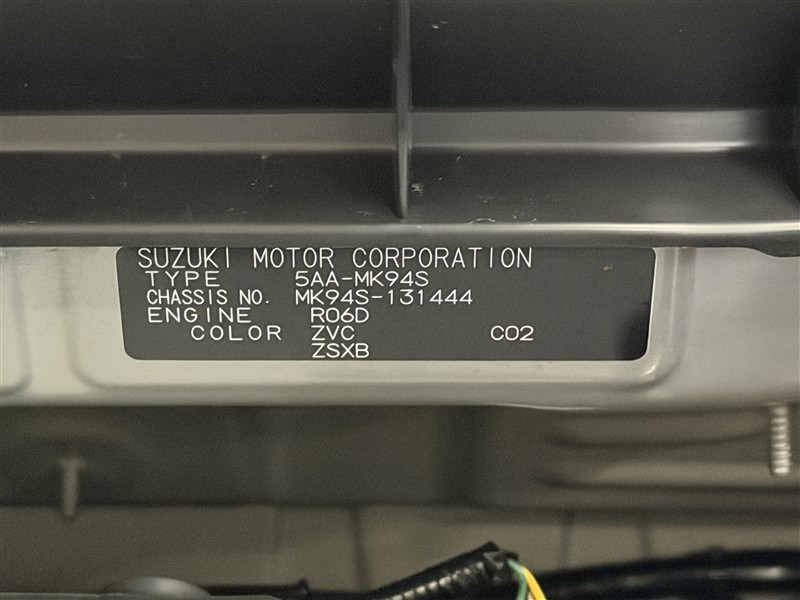 SUZUKI MOTOR CORPORATION
TYPE 5AA-MK94S
CHASSIS NO. MK94S-131444
ENGINE R06D
COLOR ZVC C02
ZSXB